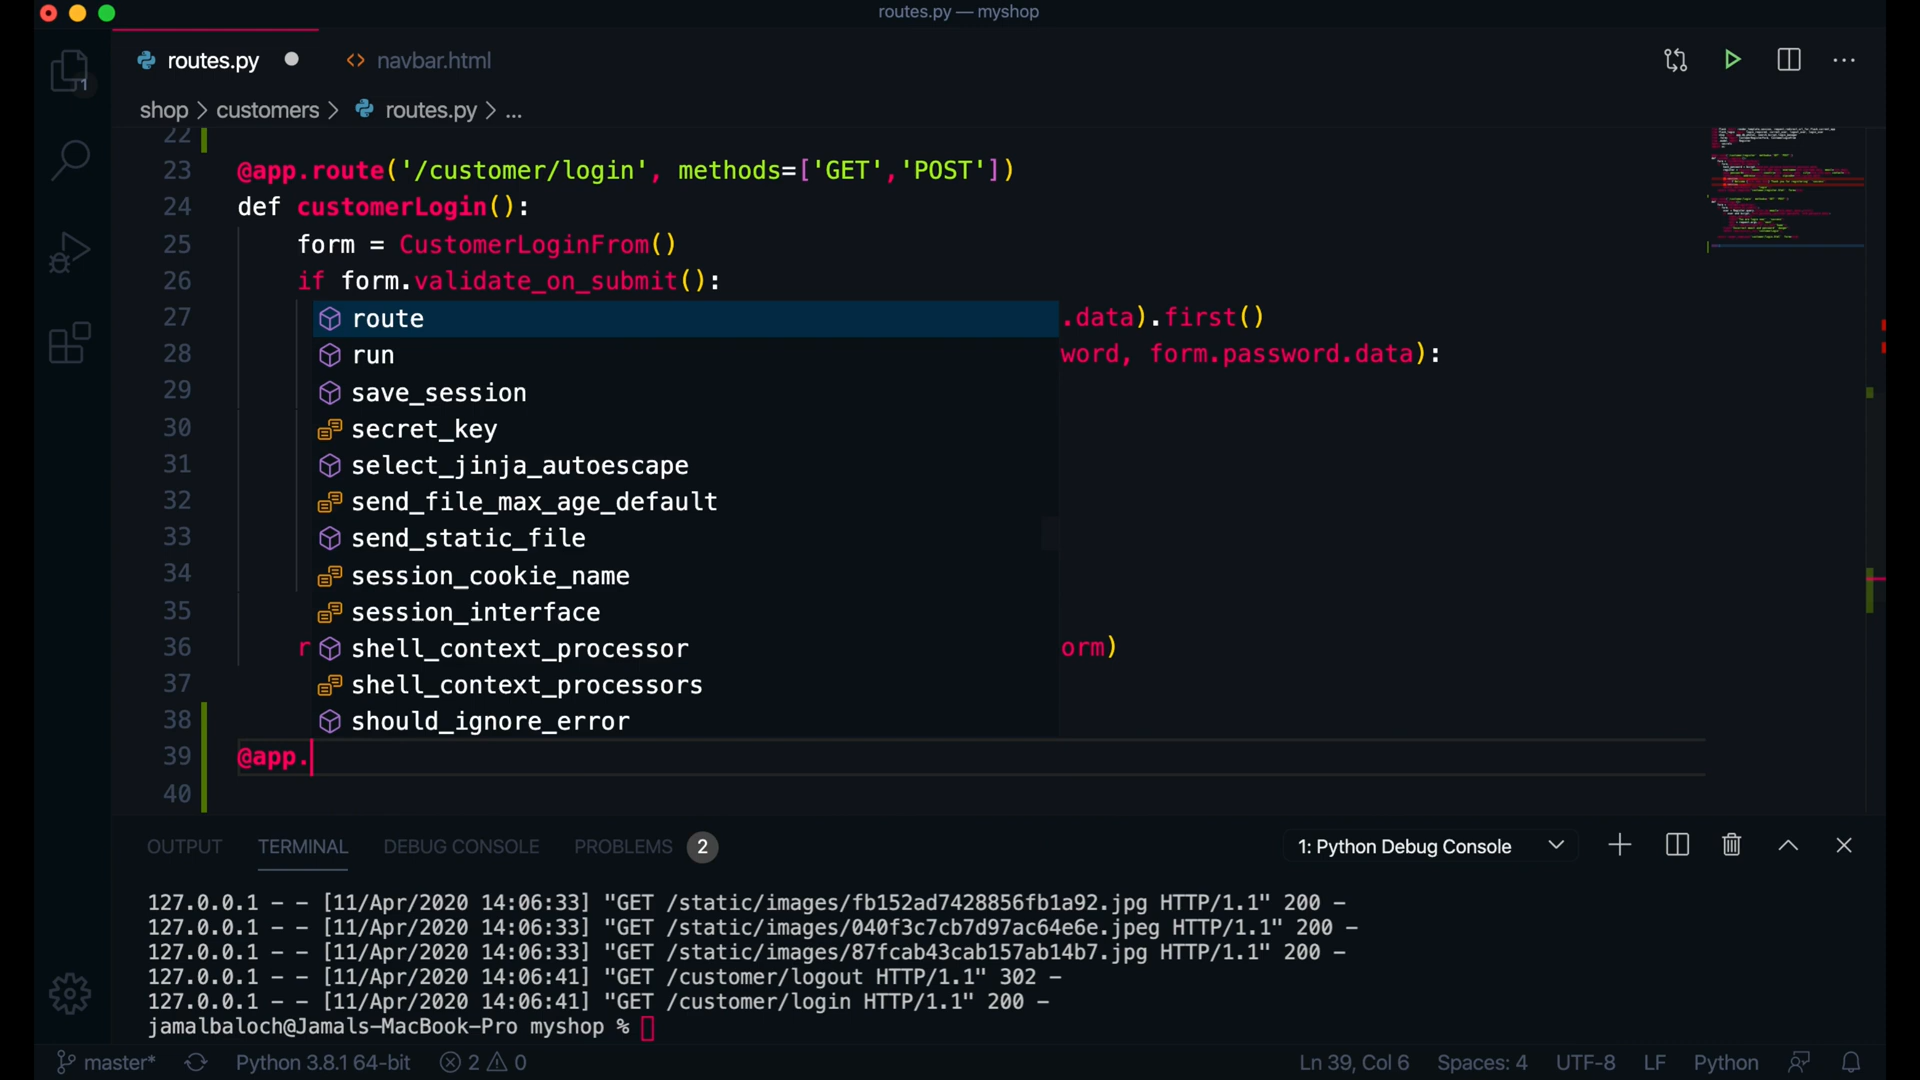 routes.py — myshop
routes.py
navbar.html
1
shop > customers > routes.py > ...
22
23 @app.route('/customer/login', methods=['GET','POST'])
24 def customerLogin():
25 form = CustomerLoginFrom()
26 if form.validate_on_submit():
27 .data).first()
28 word, form.password.data):
29
30
31
32
33
34
35
36 r orm)
37
38
39 @app.
40
route
run
save_session
secret_key
select_jinja_autoescape
send_file_max_age_default
send_static_file
session_cookie_name
session_interface
shell_context_processor
shell_context_processors
should_ignore_error
OUTPUT TERMINAL DEBUG CONSOLE PROBLEMS 2 1: Python Debug Console
127.0.0.1 - - [11/Apr/2020 14:06:33] "GET /static/images/fb152ad7428856fb1a92.jpg HTTP/1.1" 200 -
127.0.0.1 - - [11/Apr/2020 14:06:33] "GET /static/images/040f3c7cb7d97ac64e6e.jpeg HTTP/1.1" 200 -
127.0.0.1 - - [11/Apr/2020 14:06:33] "GET /static/images/87fcab43cab157ab14b7.jpg HTTP/1.1" 200 -
127.0.0.1 - - [11/Apr/2020 14:06:41] "GET /customer/logout HTTP/1.1" 302 -
127.0.0.1 - - [11/Apr/2020 14:06:41] "GET /customer/login HTTP/1.1" 200 -
jamalbaloch@Jamals-MacBook-Pro myshop %
master* Python 3.8.1 64-bit 2 0 Ln 39, Col 6 Spaces: 4 UTF-8 LF Python